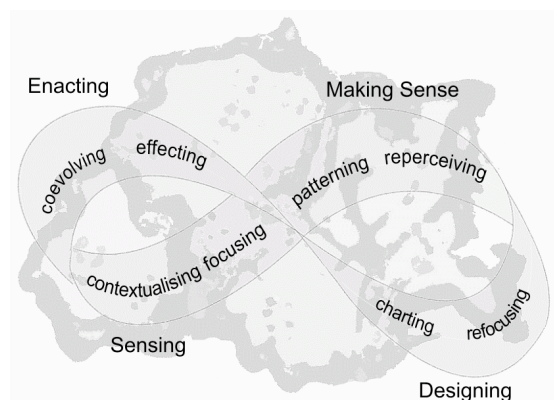 Enacting
Making Sense
coevolving
effecting
patterning
reperceiving
contextualising
focusing
charting
refocusing
Sensing
Designing